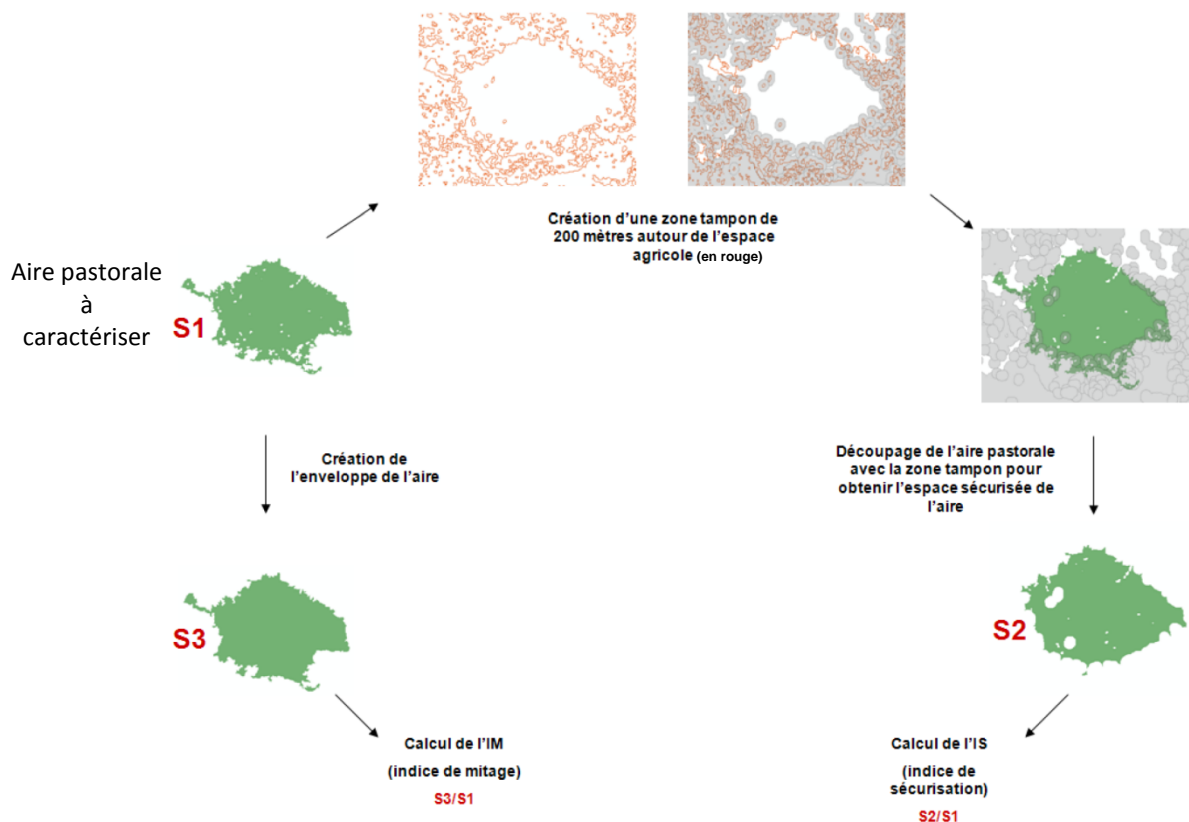 Création d'une zone tampon de
200 mètres autour de l'espace
agricole (en rouge)
Aire pastorale
à
caractériser
S1
Création de
l'enveloppe de l'aire
Découpage de l'aire pastorale
avec la zone tampon pour
obtenir l'espace sécurisée de
l'aire
S3
S2
Calcul de l'IM
(indice de mitage)
S3/S1
Calcul de l'IS
(indice de
sécurisation)
S2/S1